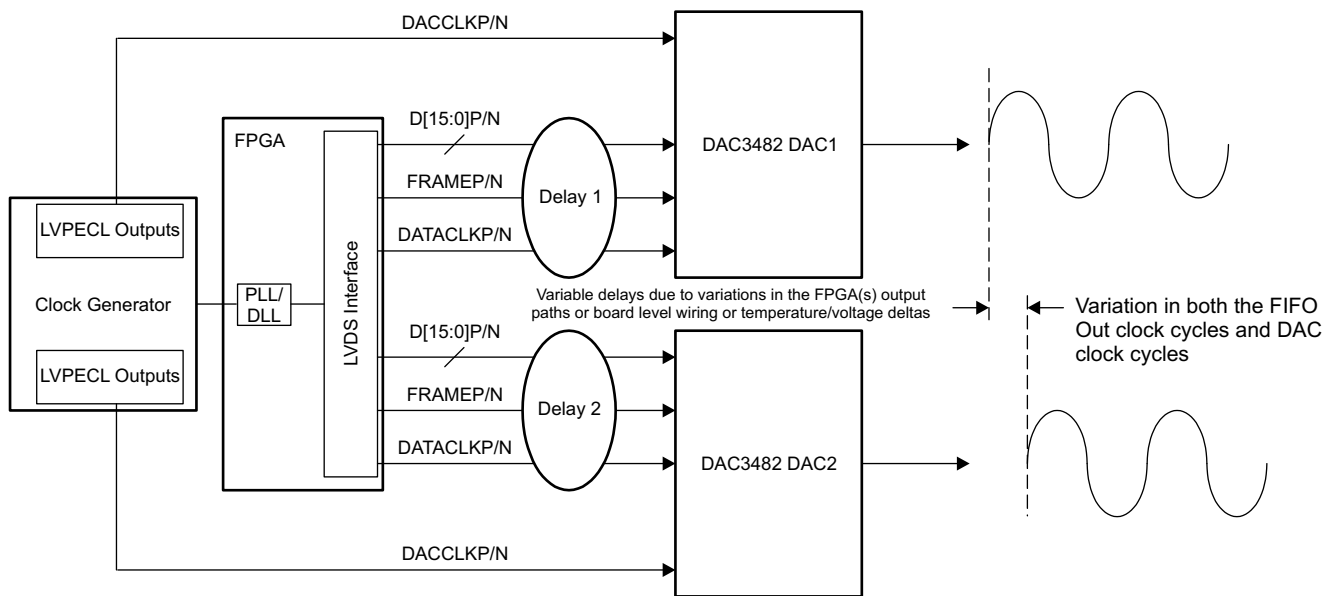 DACCLKP/N
D[15:0]P/N
FPGA
DAC3482 DAC1
FRAMEP/N
Delay 1
LVPECL Outputs
DATACLKP/N
LVDS Interface
PLL/
DLL
Clock Generator
Variable delays due to variations in the FPGA(s) output
paths or board level wiring or temperature/voltage deltas
Variation in both the FIFO
Out clock cycles and DAC
clock cycles
D[15:0]P/N
LVPECL Outputs
FRAMEP/N
Delay 2
DATACLKP/N
DAC3482 DAC2
DACCLKP/N